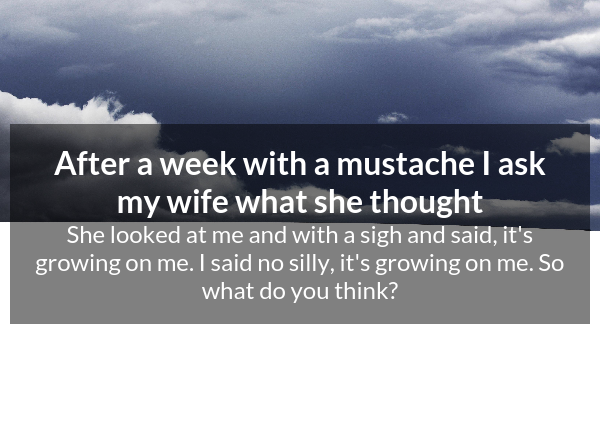 After a week with a mustache I ask
my wife what she thought
She looked at me and with a sigh and said, it's
growing on me. I said no silly, it's growing on me. So
what do you think?